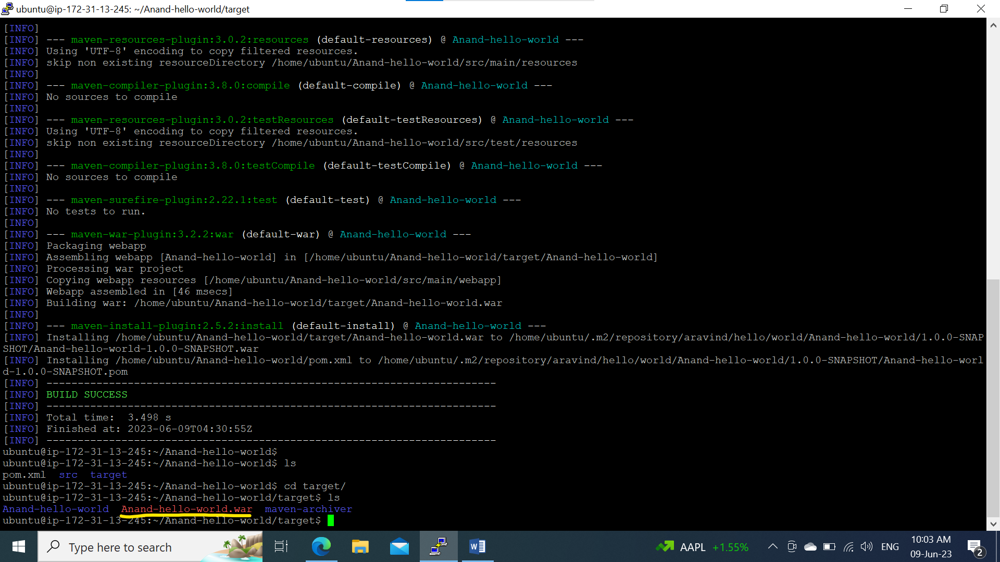 ubuntu@ip-172-31-13-245: ~/Anand-hello-world/target
[INFO]
[INFO] --- maven-resources-plugin:3.0.2:resources (default-resources) @ Anand-hello-world ---
[INFO] Using 'UTF-8' encoding to copy filtered resources.
[INFO] skip non existing resourceDirectory /home/ubuntu/Anand-hello-world/src/main/resources
[INFO]
[INFO] --- maven-compiler-plugin:3.8.0:compile (default-compile) @ Anand-hello-world ---
[INFO] No sources to compile
[INFO]
[INFO] --- maven-resources-plugin:3.0.2:testResources (default-testResources) @ Anand-hello-world ---
[INFO] Using 'UTF-8' encoding to copy filtered resources.
[INFO] skip non existing resourceDirectory /home/ubuntu/Anand-hello-world/src/test/resources
[INFO]
[INFO] --- maven-compiler-plugin:3.8.0:testCompile (default-testCompile) @ Anand-hello-world ---
[INFO] No sources to compile
[INFO]
[INFO] --- maven-surefire-plugin:2.22.1:test (default-test) @ Anand-hello-world ---
[INFO] No tests to run.
[INFO]
[INFO] --- maven-war-plugin:3.2.2:war (default-war) @ Anand-hello-world ---
[INFO] Packaging webapp
[INFO] Assembling webapp [Anand-hello-world] in [/home/ubuntu/Anand-hello-world/target/Anand-hello-world]
[INFO] Processing war project
[INFO] Copying webapp resources [/home/ubuntu/Anand-hello-world/src/main/webapp]
[INFO] Webapp assembled in [46 msecs]
[INFO] Building war: /home/ubuntu/Anand-hello-world/target/Anand-hello-world.war
[INFO]
[INFO] --- maven-install-plugin:2.5.2:install (default-install) @ Anand-hello-world ---
[INFO] Installing /home/ubuntu/Anand-hello-world/target/Anand-hello-world.war to /home/ubuntu/.m2/repository/aravind/hello/world/Anand-hello-world/1.0.0-SNAP
SHOT/Anand-hello-world-1.0.0-SNAPSHOT.war
[INFO] Installing /home/ubuntu/Anand-hello-world/pom.xml to /home/ubuntu/.m2/repository/aravind/hello/world/Anand-hello-world/1.0.0-SNAPSHOT/Anand-hello-worl
d-1.0.0-SNAPSHOT.pom
[INFO] ------------------------------------------------------------------------
[INFO] BUILD SUCCESS
[INFO] ------------------------------------------------------------------------
[INFO] Total time:  3.498 s
[INFO] Finished at: 2023-06-09T04:30:55Z
[INFO] ------------------------------------------------------------------------
ubuntu@ip-172-31-13-245:~/Anand-hello-world$
ubuntu@ip-172-31-13-245:~/Anand-hello-world$ ls
pom.xml  src  target
ubuntu@ip-172-31-13-245:~/Anand-hello-world$ cd target/
ubuntu@ip-172-31-13-245:~/Anand-hello-world/target$ ls
Anand-hello-world  Anand-hello-world.war  maven-archiver
ubuntu@ip-172-31-13-245:~/Anand-hello-world/target$
Type here to search
W
AAPL +1.55%
ENG
10:03 AM
09-Jun-23
2